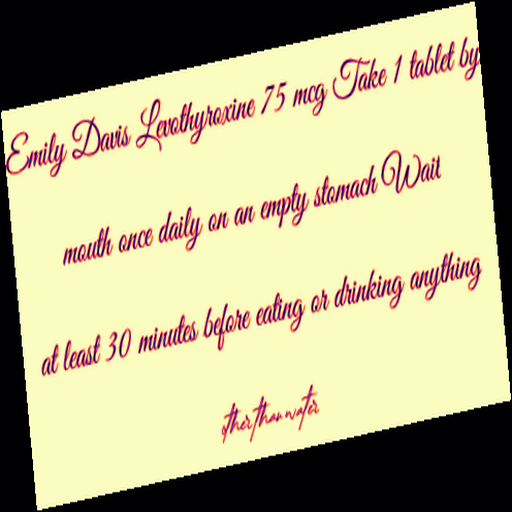 Emily Davis Levothyroxine 75 mcg Take 1 tablet by
mouth once daily on an empty stomach Wait
at least 30 minutes before eating or drinking anything
other than water